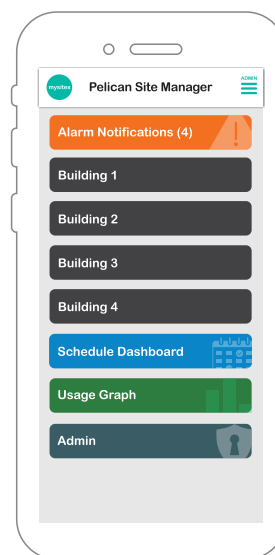 mysites
Pelican Site Manager
ADMIN
Alarm Notifications (4)
Building 1
Building 2
Building 3
Building 4
Schedule Dashboard
Usage Graph
Admin